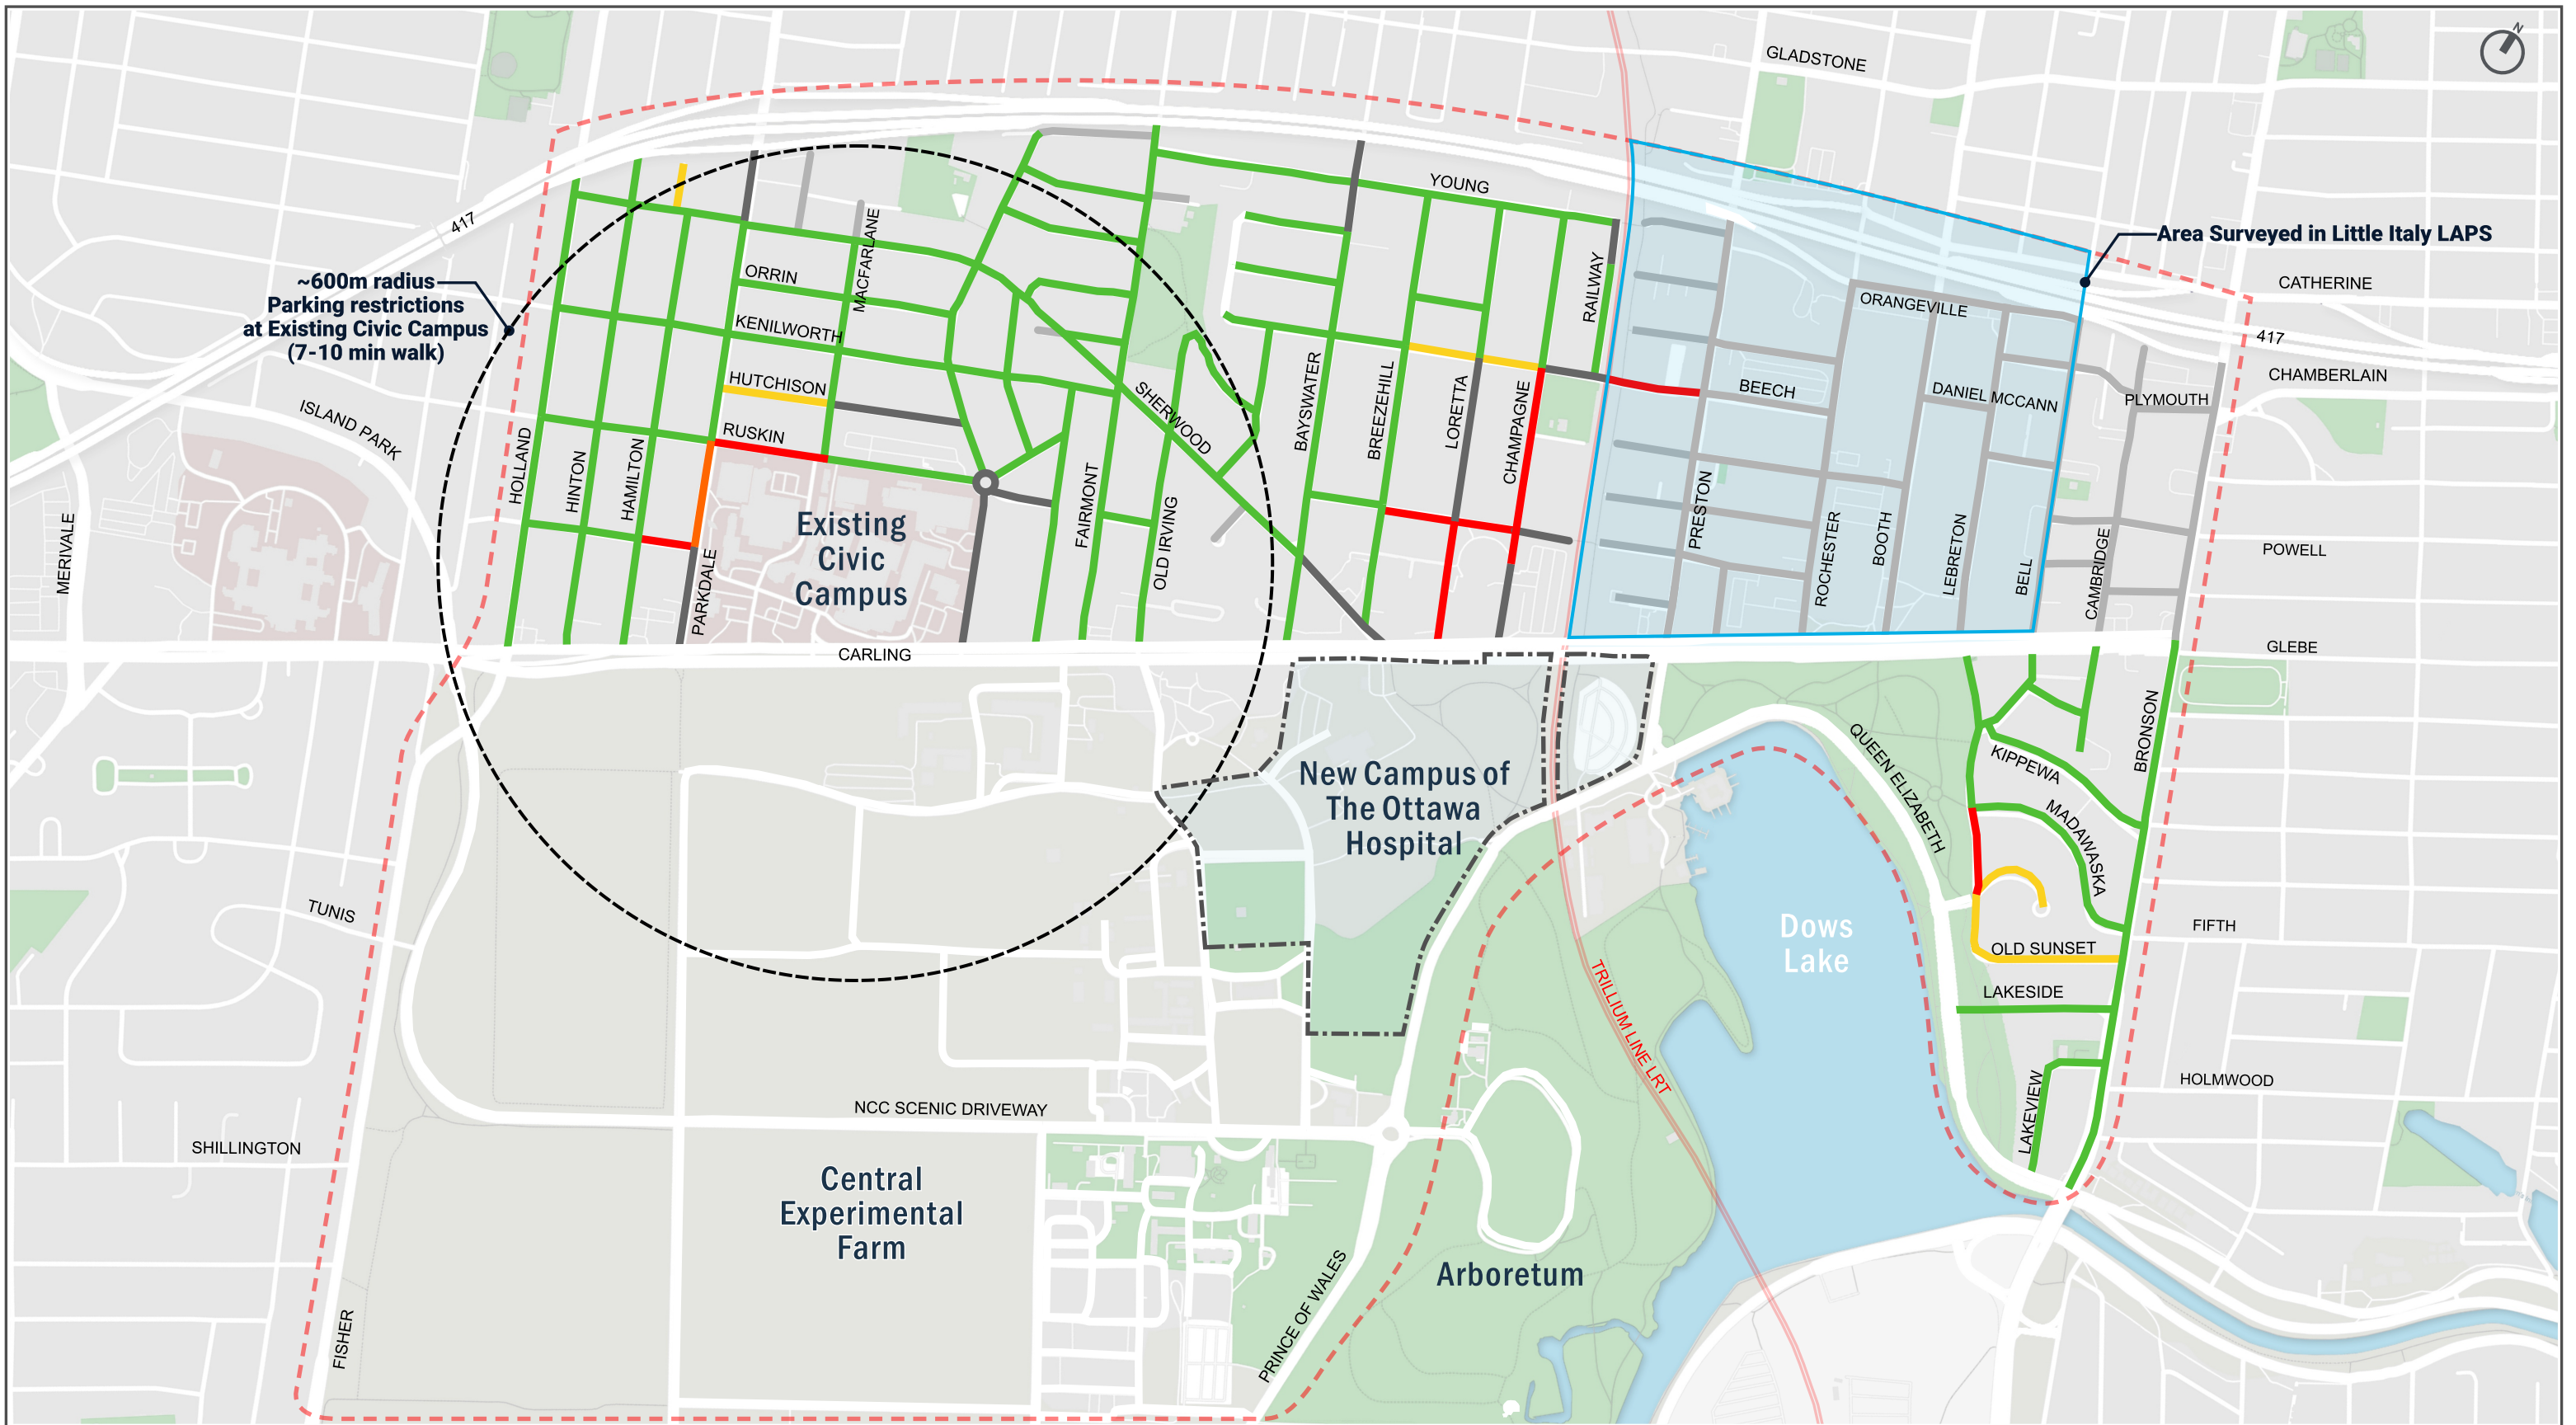 GLADSTONE
N
417
YOUNG
Area Surveyed in Little Italy LAPS
~600m radius
Parking restrictions
at Existing Civic Campus
(7-10 min walk)
ORRIN
MACFARLANE
RAILWAY
CATHERINE
ORANGEVILLE
417
KENILWORTH
CHAMBERLAIN
HUTCHISON
BEECH
DANIEL MCCANN
PLYMOUTH
ISLAND PARK
RUSKIN
SHERWOOD
BAYSWATER
BREEZEHILL
LORETTA
CHAMPAGNE
HOLLAND
HINTON
HAMILTON
FAIRMONT
OLD IRVING
PRESTON
ROCHESTER
BOOTH
LEBRETON
BELL
CAMBRIDGE
POWELL
MERIVALE
PARKDALE
Existing
Civic
Campus
CARLING
GLEBE
BRONSON
QUEEN ELIZABETH
KIPPEWA
MADAWASKA
New Campus of
The Ottawa
Hospital
TUNIS
Dows
Lake
FIFTH
OLD SUNSET
LAKESIDE
TRILLIUM LINE LRT
HOLMWOOD
LAKEVIEW
NCC SCENIC DRIVEWAY
SHILLINGTON
Central
Experimental
Farm
Arboretum
PRINCE OF WALES
FISHER